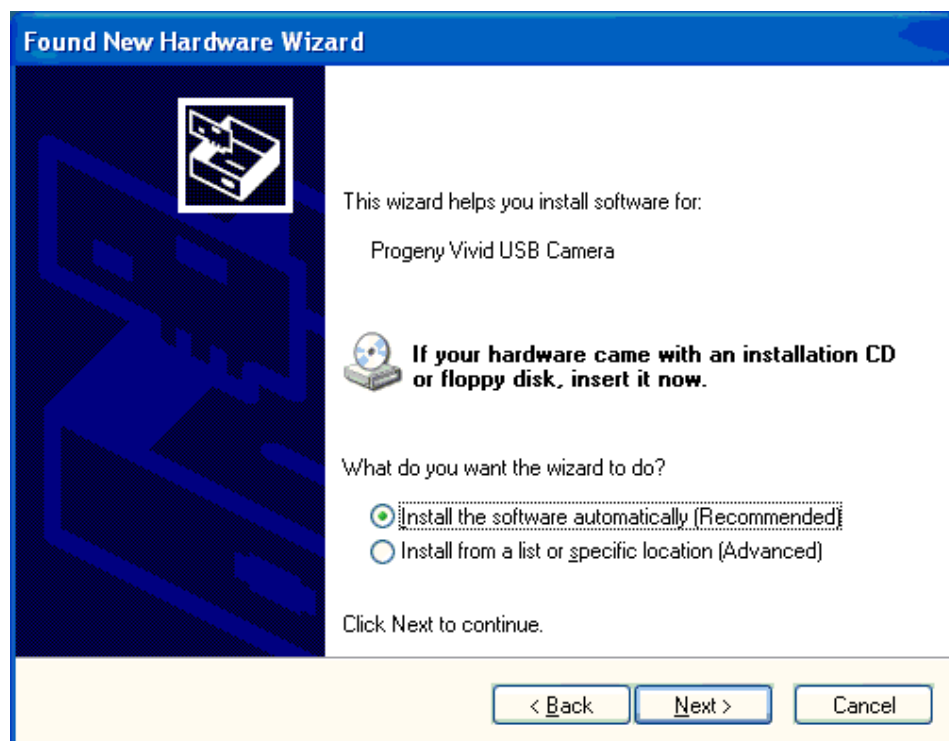 Found New Hardware Wizard
This wizard helps you install software for:
Progeny Vivid USB Camera
If your hardware came with an installation CD
or floppy disk, insert it now.
What do you want the wizard to do?
Install the software automatically (Recommended)
Install from a list or specific location (Advanced)
Click Next to continue.
< Back Next > Cancel